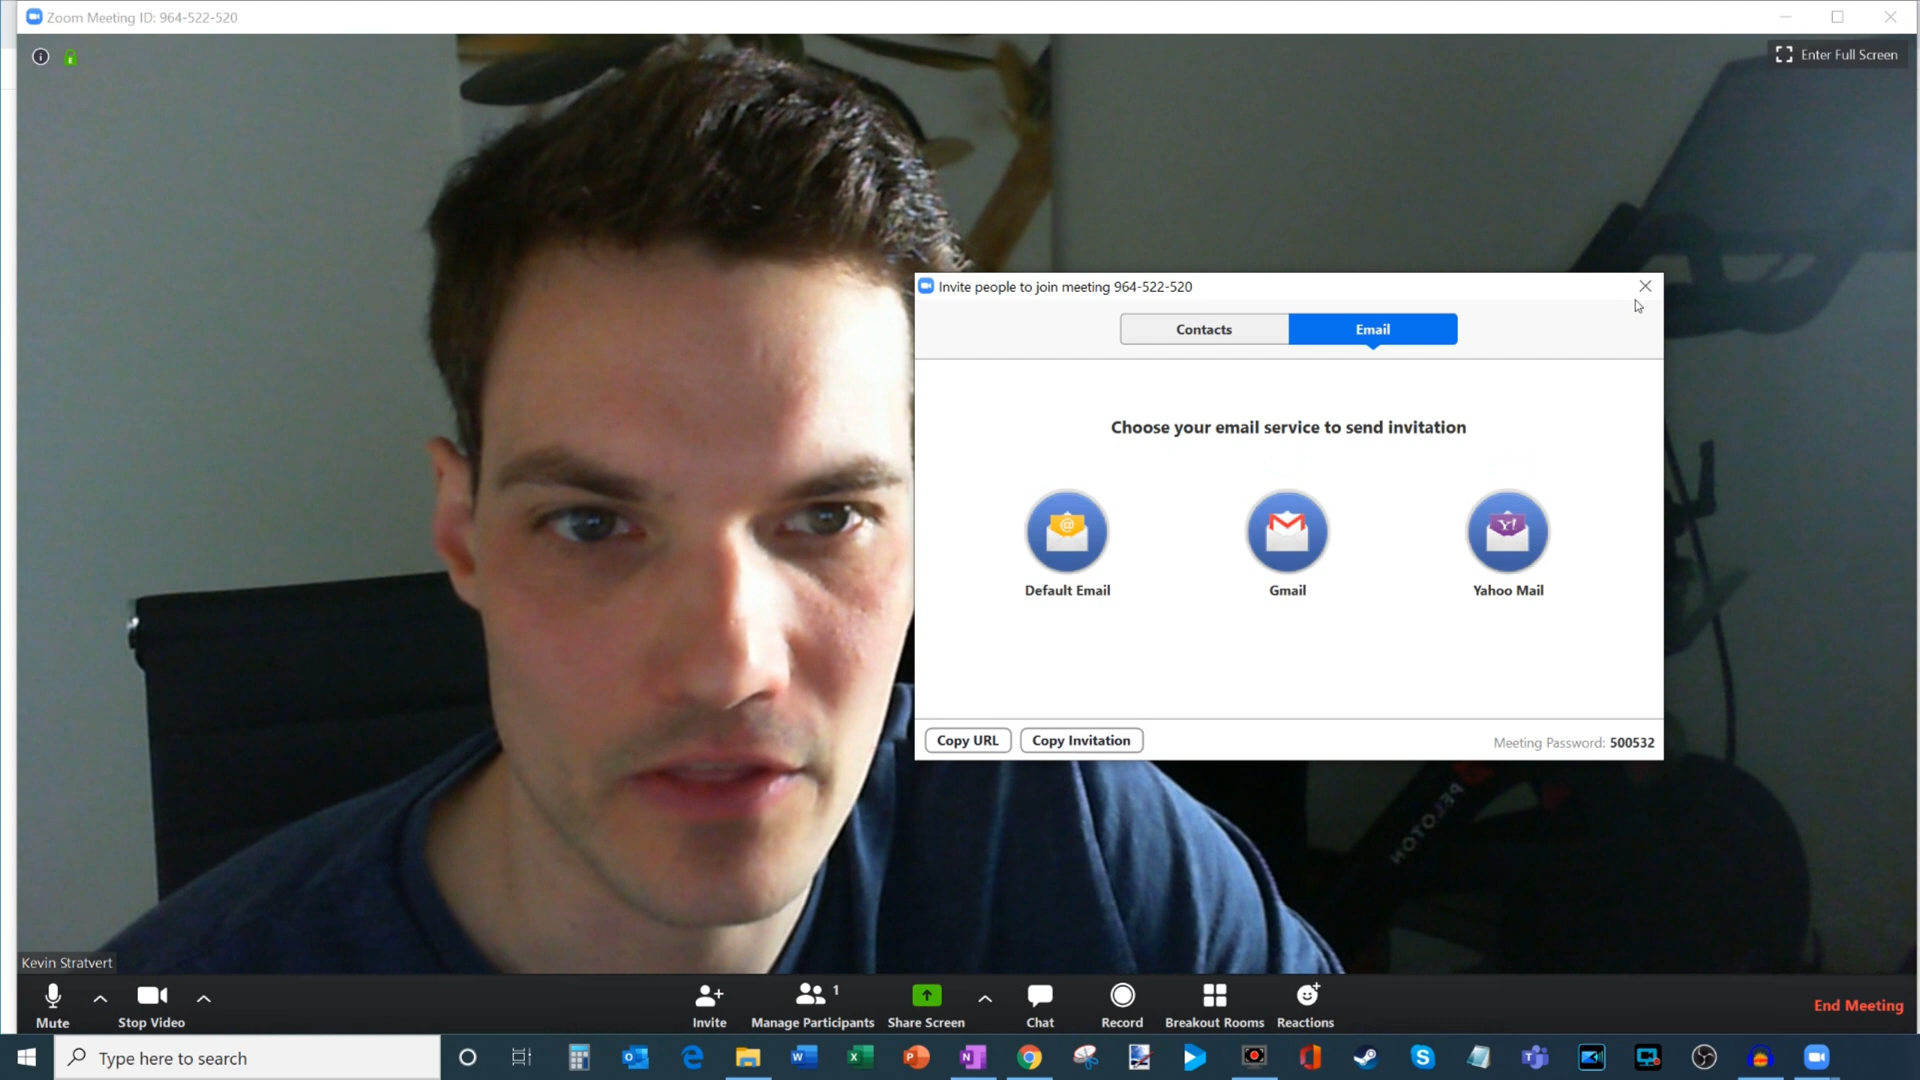 Zoom Meeting ID: 964-522-520
Enter Full Screen
Invite people to join meeting 964-522-520
Contacts
Email
Choose your email service to send invitation
Default Email
Gmail
Yahoo Mail
Copy URL
Copy Invitation
Meeting Password: 500532
PELOTON
Kevin Stratvert
1
Mute
Stop Video
Invite
Manage Participants
Share Screen
Chat
Record
Breakout Rooms
Reactions
End Meeting
Type here to search